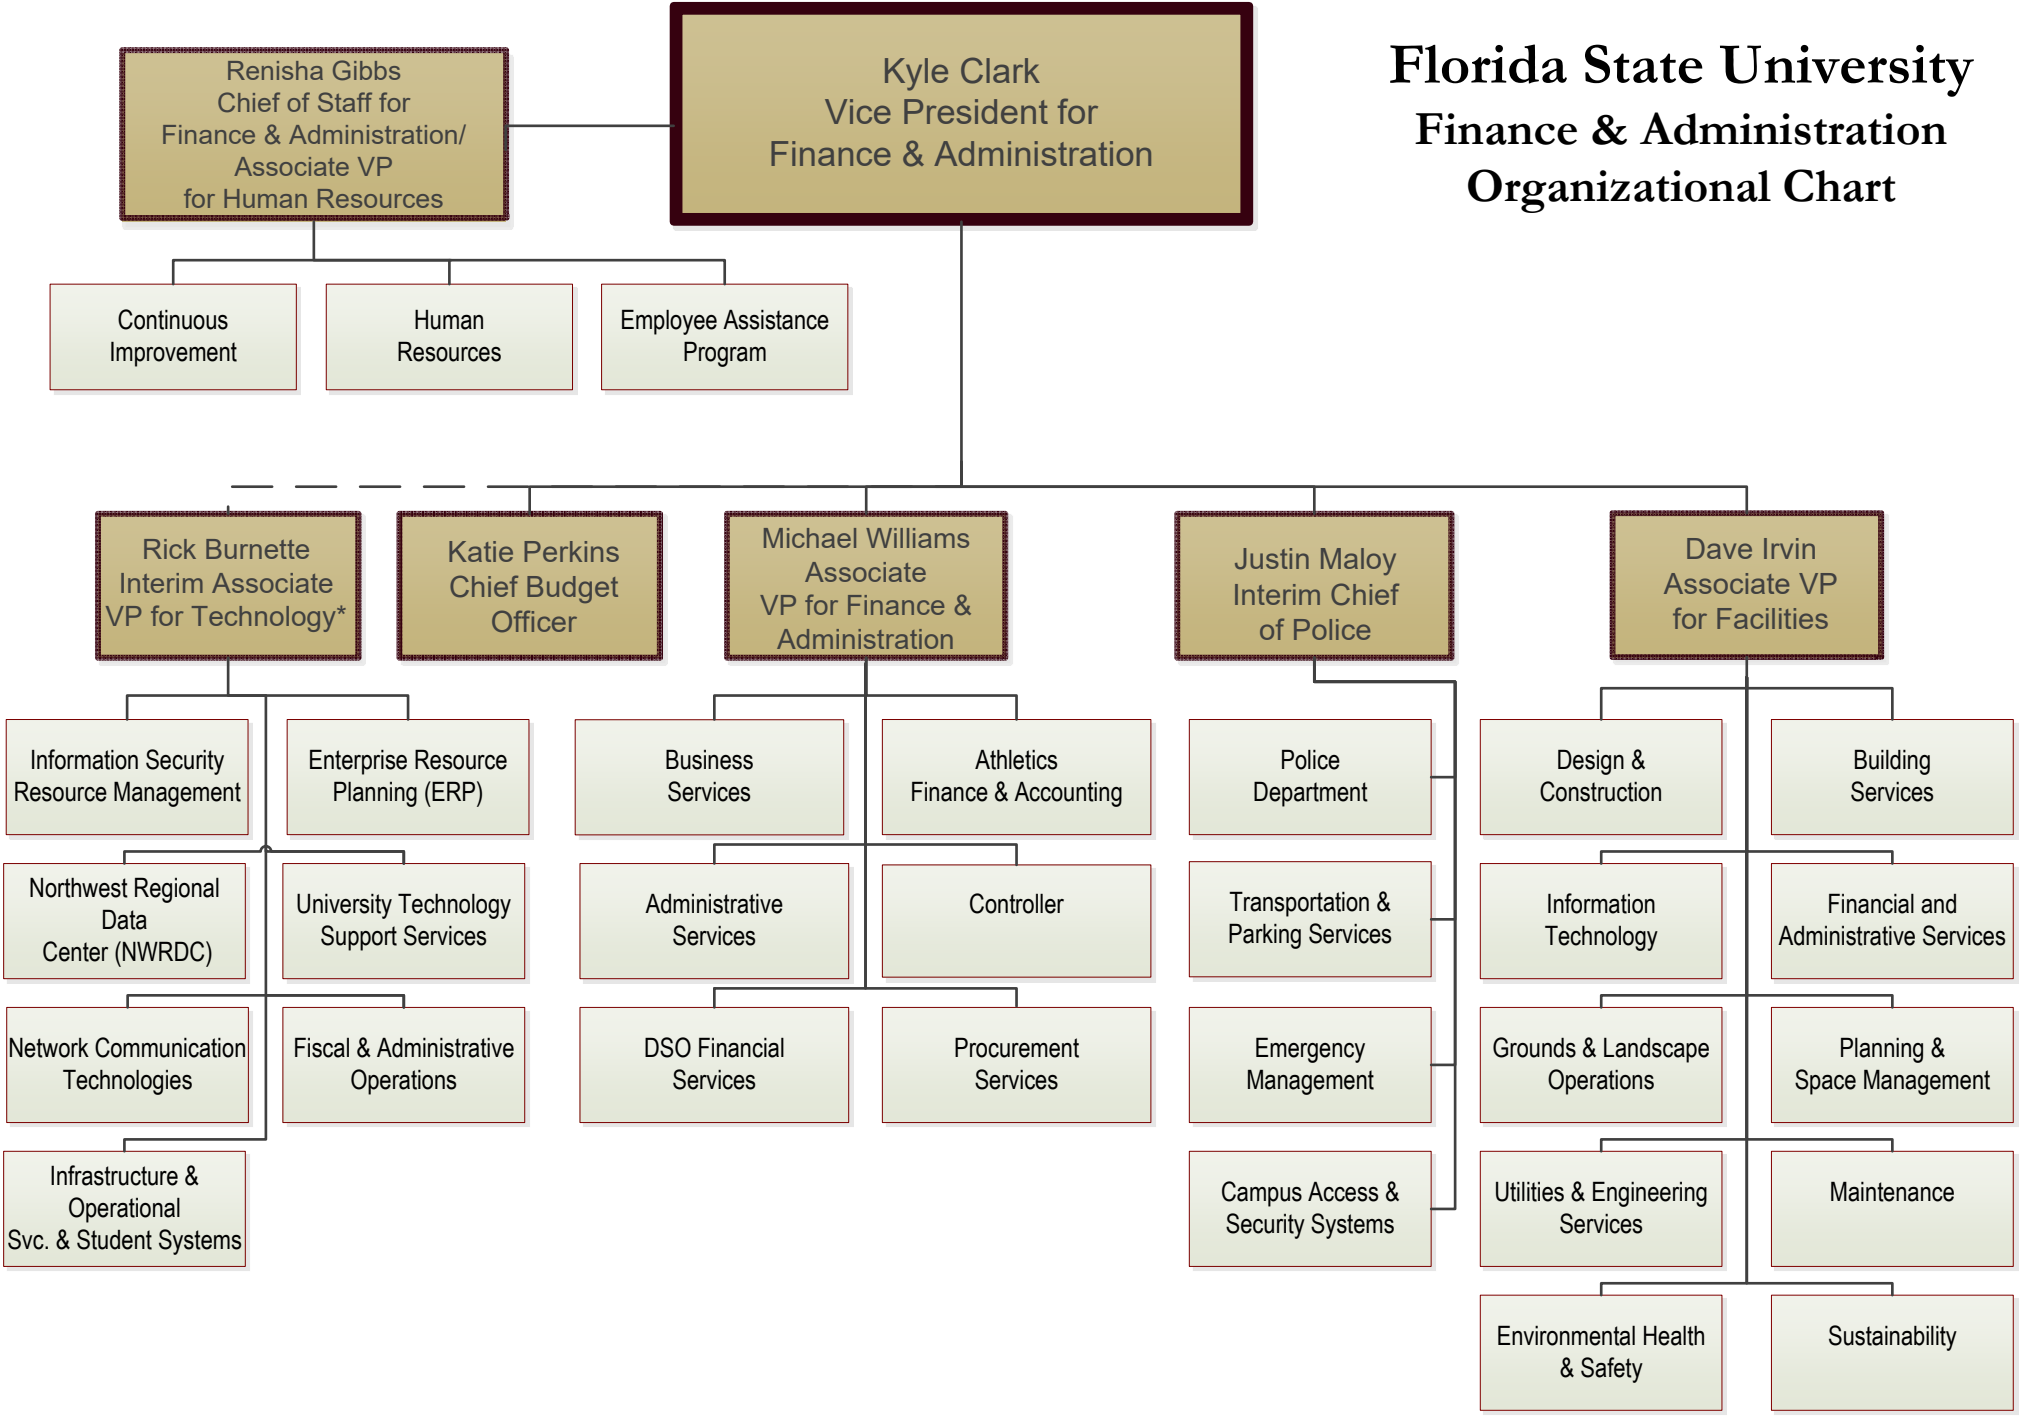 Florida State University
Finance & Administration
Organizational Chart
Kyle Clark
Vice President for
Finance & Administration
Renisha Gibbs
Chief of Staff for
Finance & Administration/
Associate VP
for Human Resources
Continuous
Improvement
Human
Resources
Employee Assistance
Program
Rick Burnette
Interim Associate
VP for Technology*
Katie Perkins
Chief Budget
Officer
Michael Williams
Associate
VP for Finance &
Administration
Justin Maloy
Interim Chief
of Police
Dave Irvin
Associate VP
for Facilities
Information Security
Resource Management
Enterprise Resource
Planning (ERP)
Northwest Regional
Data
Center (NWRDC)
University Technology
Support Services
Network Communication
Technologies
Fiscal & Administrative
Operations
Infrastructure &
Operational
Svc. & Student Systems
Business
Services
Athletics
Finance & Accounting
Administrative
Services
Controller
DSO Financial
Services
Procurement
Services
Police
Department
Transportation &
Parking Services
Emergency
Management
Campus Access &
Security Systems
Design &
Construction
Building
Services
Information
Technology
Financial and
Administrative Services
Grounds & Landscape
Operations
Planning &
Space Management
Utilities & Engineering
Services
Maintenance
Environmental Health
& Safety
Sustainability